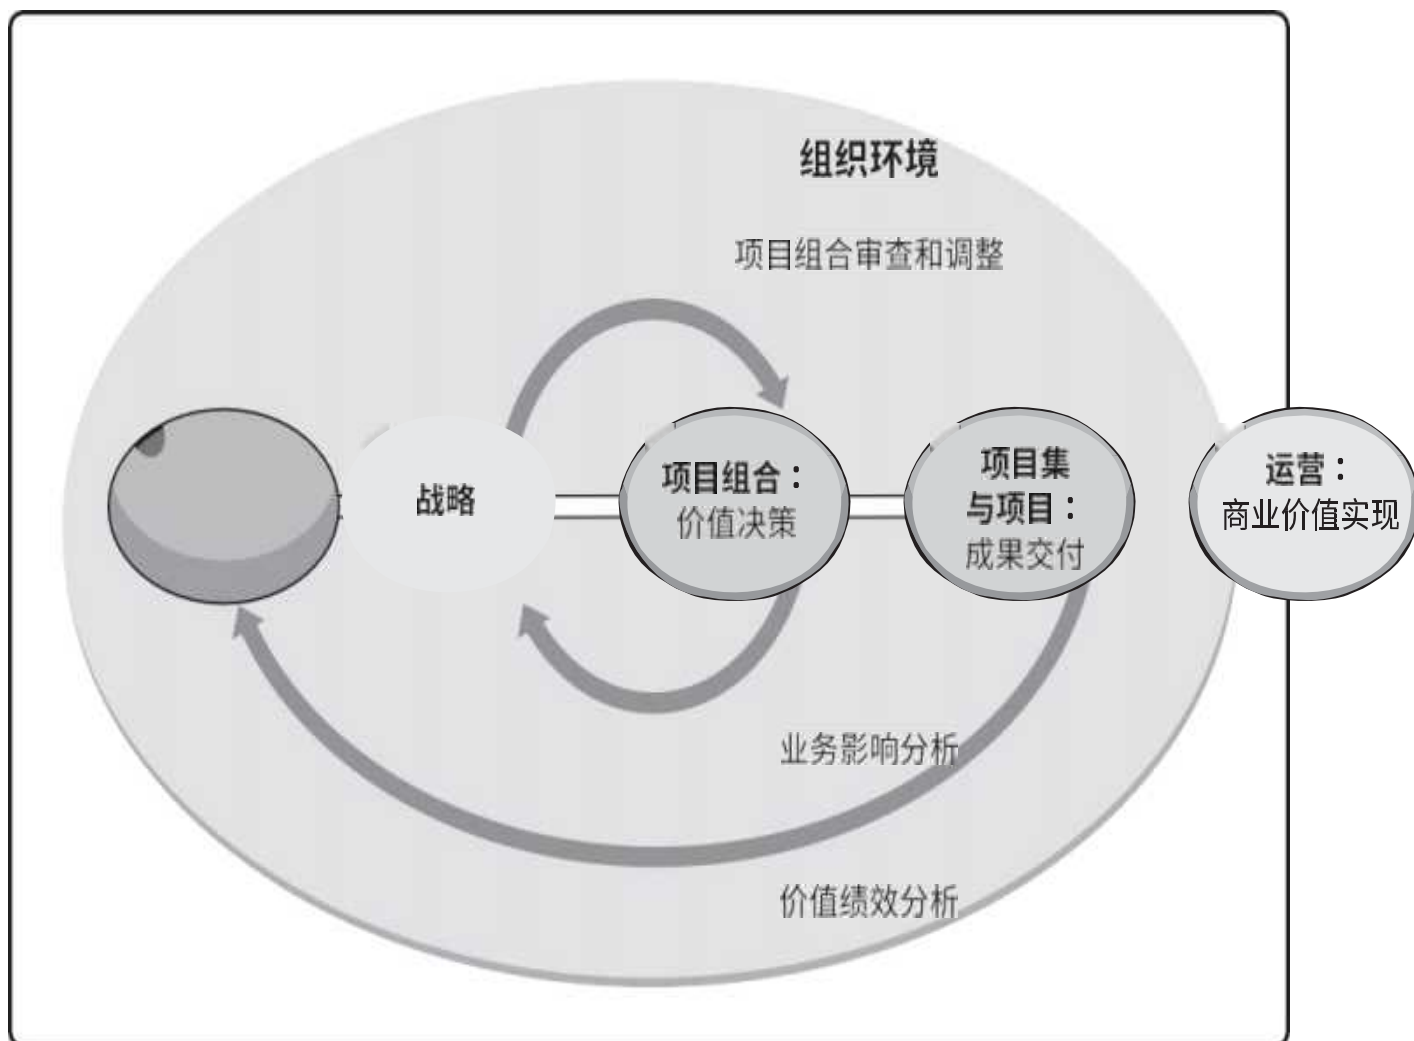 组织环境
项目组合审查和调整
战略
项目组合：
价值决策
项目集
与项目：
成果交付
运营：
商业价值实现
业务影响分析
价值绩效分析